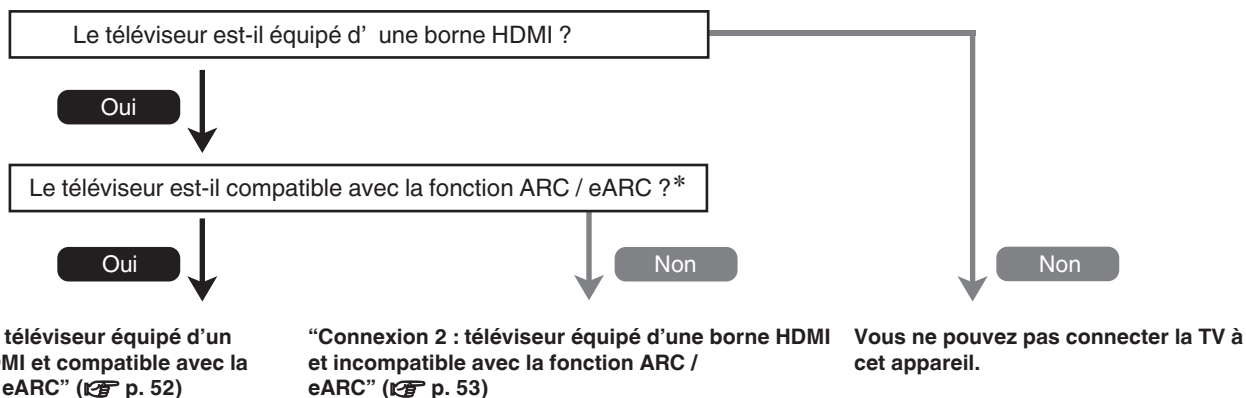 Le téléviseur est-il équipé d’ une borne HDMI ?
Oui
Le téléviseur est-il compatible avec la fonction ARC / eARC ?*
Oui
Non
Non
téléviseur équipé d’un
MI et compatible avec la
eARC” (☞ p. 52)
“Connexion 2 : téléviseur équipé d’une borne HDMI
et incompatible avec la fonction ARC /
eARC” (☞ p. 53)
Vous ne pouvez pas connecter la TV à
cet appareil.